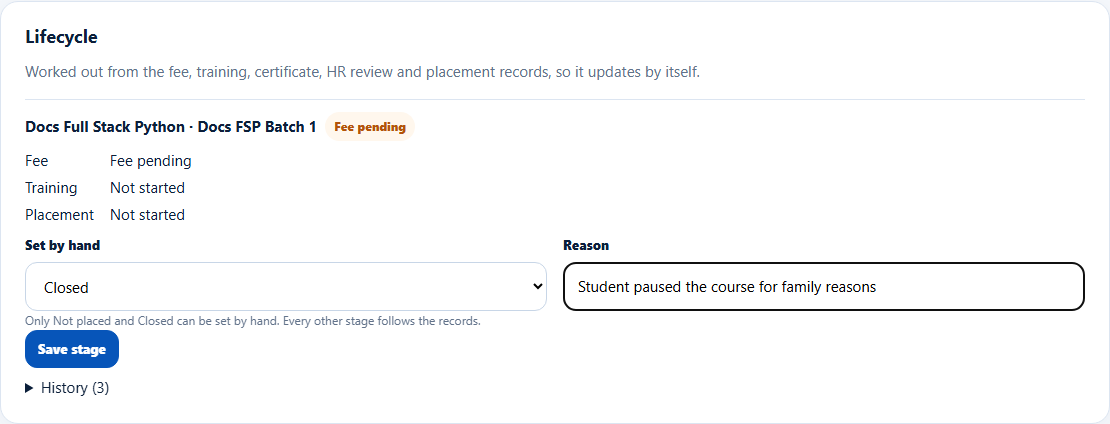 Lifecycle
Worked out from the fee, training, certificate, HR review and placement records, so it updates by itself.
Docs Full Stack Python · Docs FSP Batch 1 Fee pending
Fee Fee pending
Training Not started
Placement Not started
Set by hand Reason
Closed Student paused the course for family reasons
Only Not placed and Closed can be set by hand. Every other stage follows the records.
Save stage
History (3)